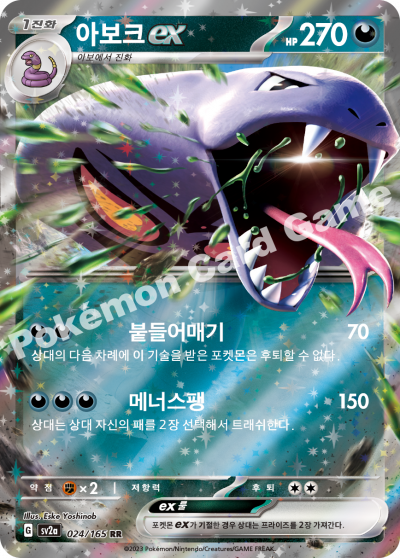 1진화
아보크 ex
HP 270
아보에서 진화
Pokémon Card Game
붙들어매기 70
상대의 다음 차례에 이 기술을 받은 포켓몬은 후퇴할 수 없다.
메너스팽 150
상대는 상대 자신의 패를 2장 선택해서 트래쉬한다.
약점 ×2 저항력 후퇴
Illus. Eske Yoshinob
ex 룰
포켓몬 ex가 기절한 경우 상대는 프라이즈를 2장 가져간다.
G sv2a 024/165 RR
©2023 Pokémon/Nintendo/Creatures/GAME FREAK.